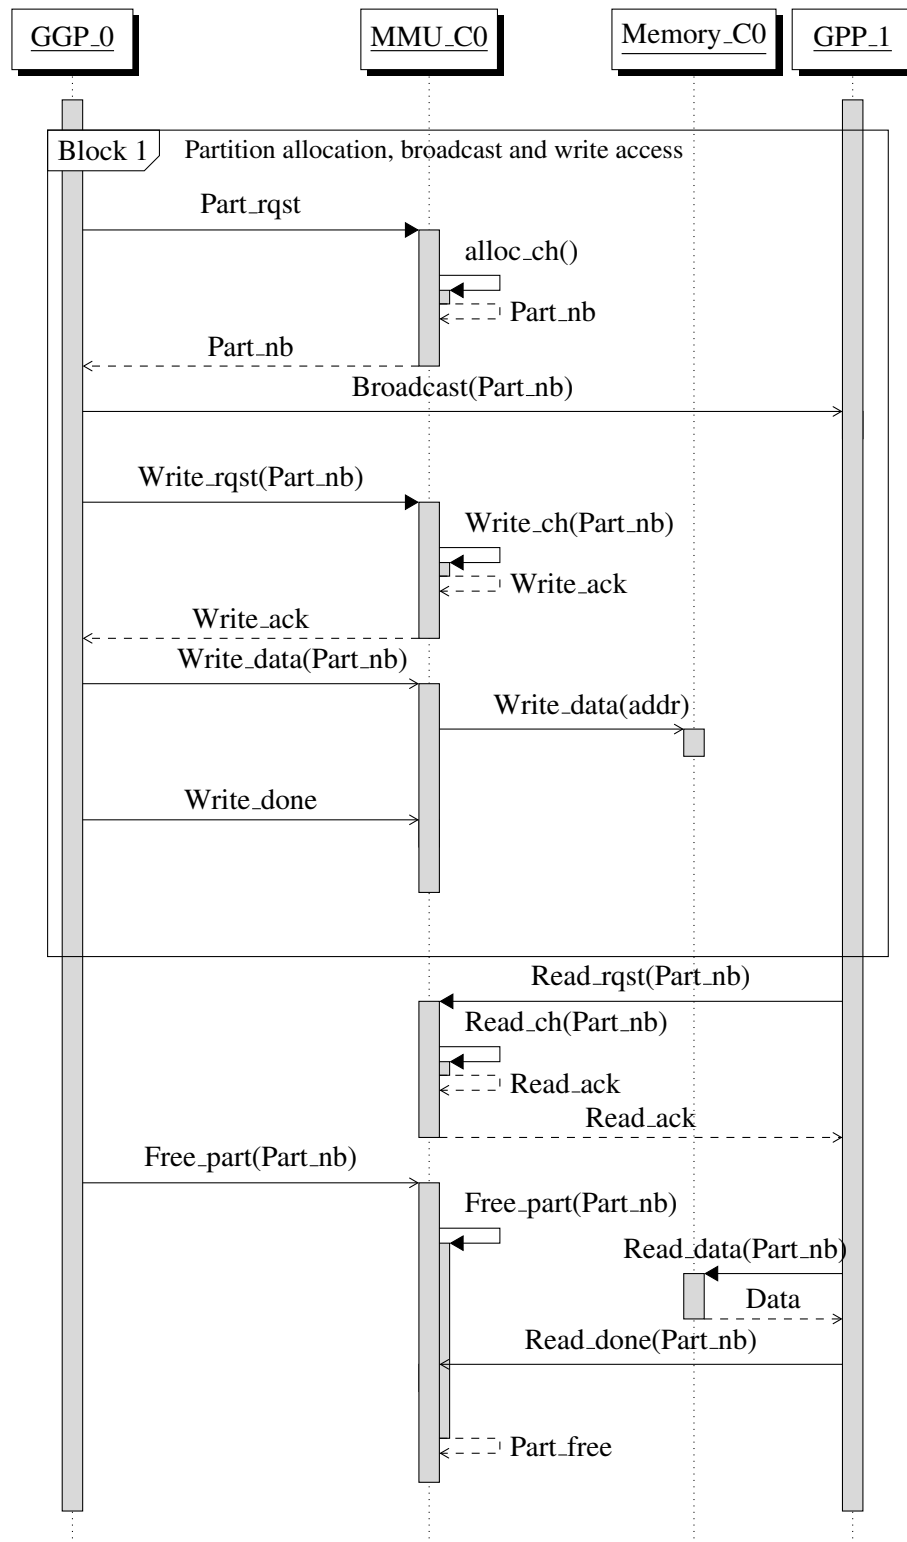 GGP_0 MMU_C0 Memory_C0 GPP_1
Block 1 Partition allocation, broadcast and write access
Part_rqst
alloc_ch()
Part_nb
Part_nb
Broadcast(Part_nb)
Write_rqst(Part_nb)
Write_ch(Part_nb)
Write_ack
Write_ack
Write_data(Part_nb)
Write_data(addr)
Write_done
Read_rqst(Part_nb)
Read_ch(Part_nb)
Read_ack
Read_ack
Free_part(Part_nb)
Free_part(Part_nb)
Read_data(Part_nb)
Data
Read_done(Part_nb)
Part_free